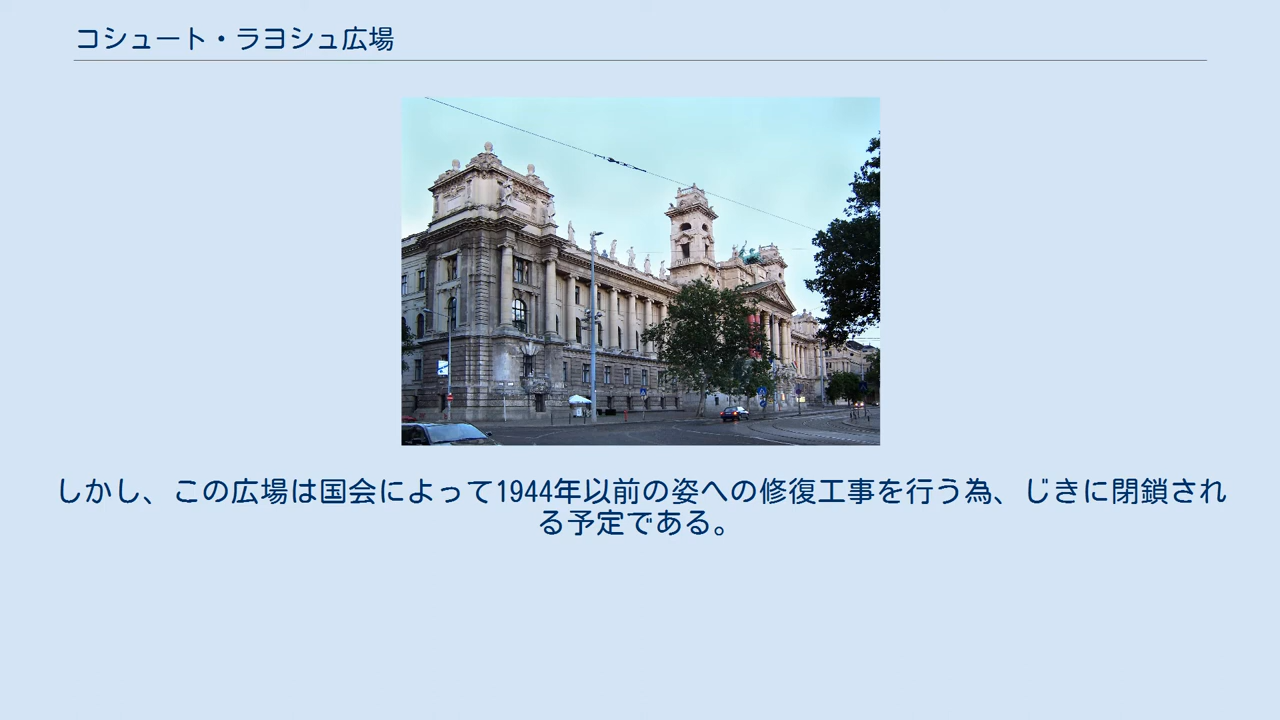 コシュート・ラヨシュ広場
しかし、この広場は国会によって1944年以前の姿への修復工事を行う為、じきに閉鎖され
る予定である。